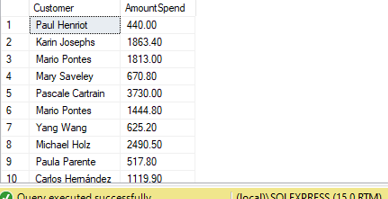 Customer AmountSpend
1 Paul Henriot 440.00
2 Karin Josephs 1863.40
3 Mario Pontes 1813.00
4 Mary Saveley 670.80
5 Pascale Cartrain 3730.00
6 Mario Pontes 1444.80
7 Yang Wang 625.20
8 Michael Holz 2490.50
9 Paula Parente 517.80
10 Carlos Hernández 1119.90
Query executed successfully (local)\SQLEXPRESS (15.0 RTM)